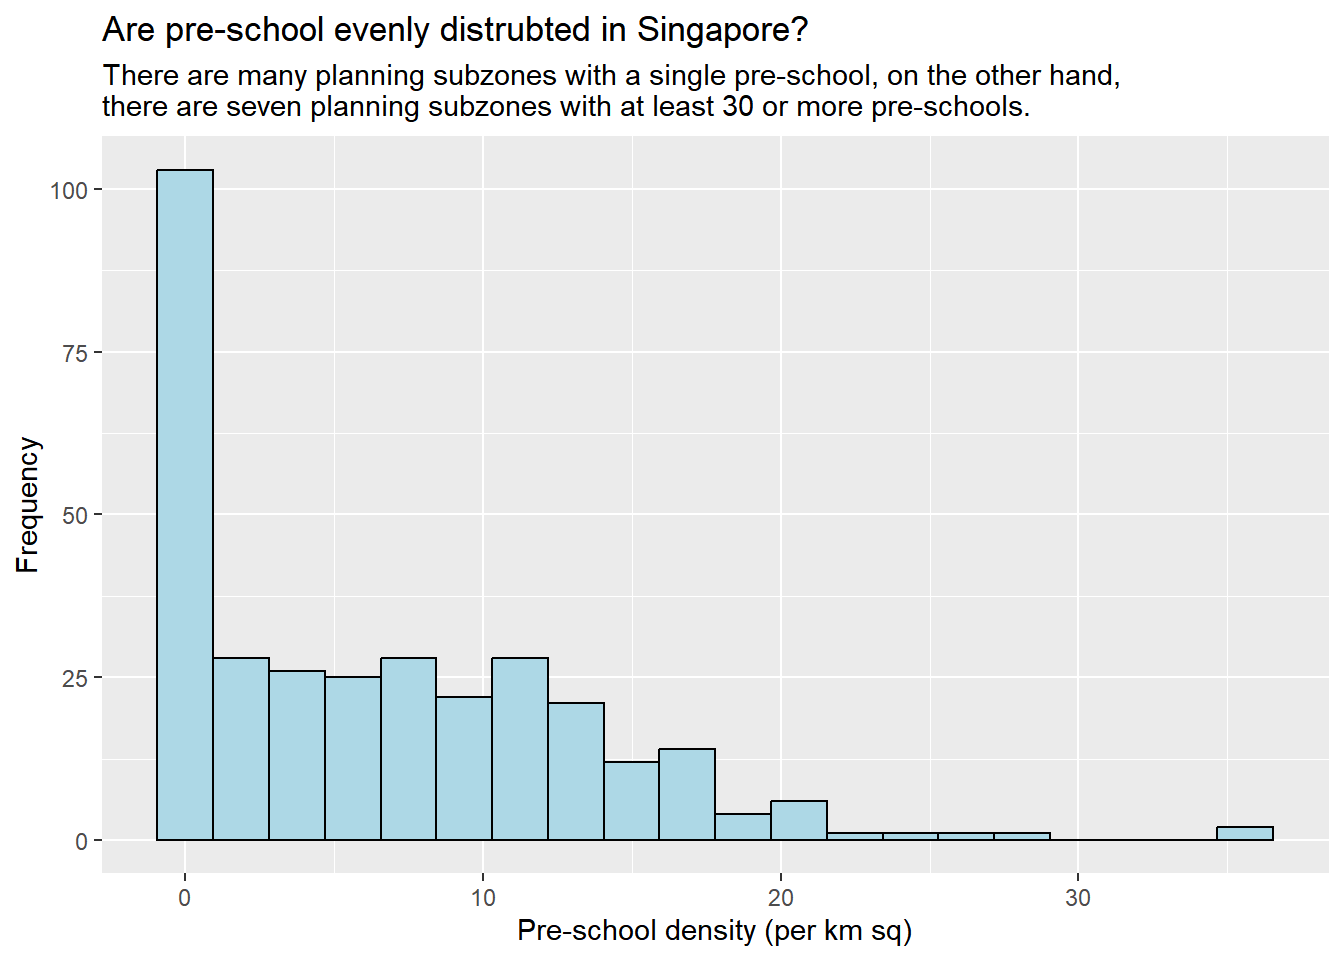 Are pre-school evenly distrubted in Singapore?
There are many planning subzones with a single pre-school, on the other hand,
there are seven planning subzones with at least 30 or more pre-schools.
100
75
50
25
0
Frequency
0 10 20 30
Pre-school density (per km sq)